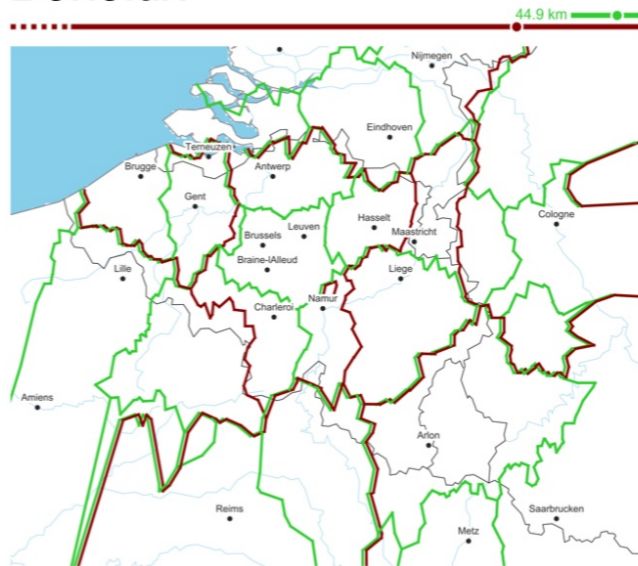 44.9 km
Nijmegen
Eindhoven
Terneuzen
Brugge
Antwerp
Gent
Hasselt
Cologne
Leuven
Brussels
Maastricht
Braine-lAlleud
Lille
Liege
Namur
Charleroi
Amiens
Arlon
Reims
Saarbrucken
Metz